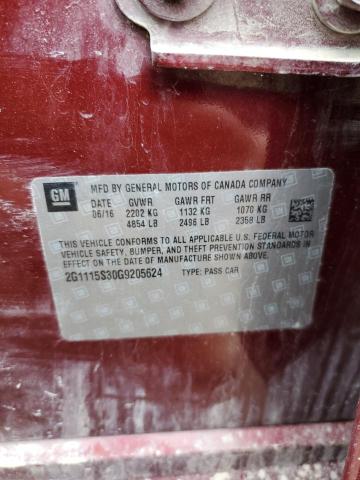 GM
MFD BY GENERAL MOTORS OF CANADA COMPANY
DATE GVWR GAWR FRT GAWR RR
06/16 2202 KG 1132 KG 1070 KG
4854 LB 2496 LB 2358 LB
THIS VEHICLE CONFORMS TO ALL APPLICABLE U.S. FEDERAL MOTOR
VEHICLE SAFETY, BUMPER, AND THEFT PREVENTION STANDARDS
IN EFFECT ON THE DATE OF MANUFACTURE SHOWN ABOVE.
2G1115S30G9205624 TYPE: PASS CAR